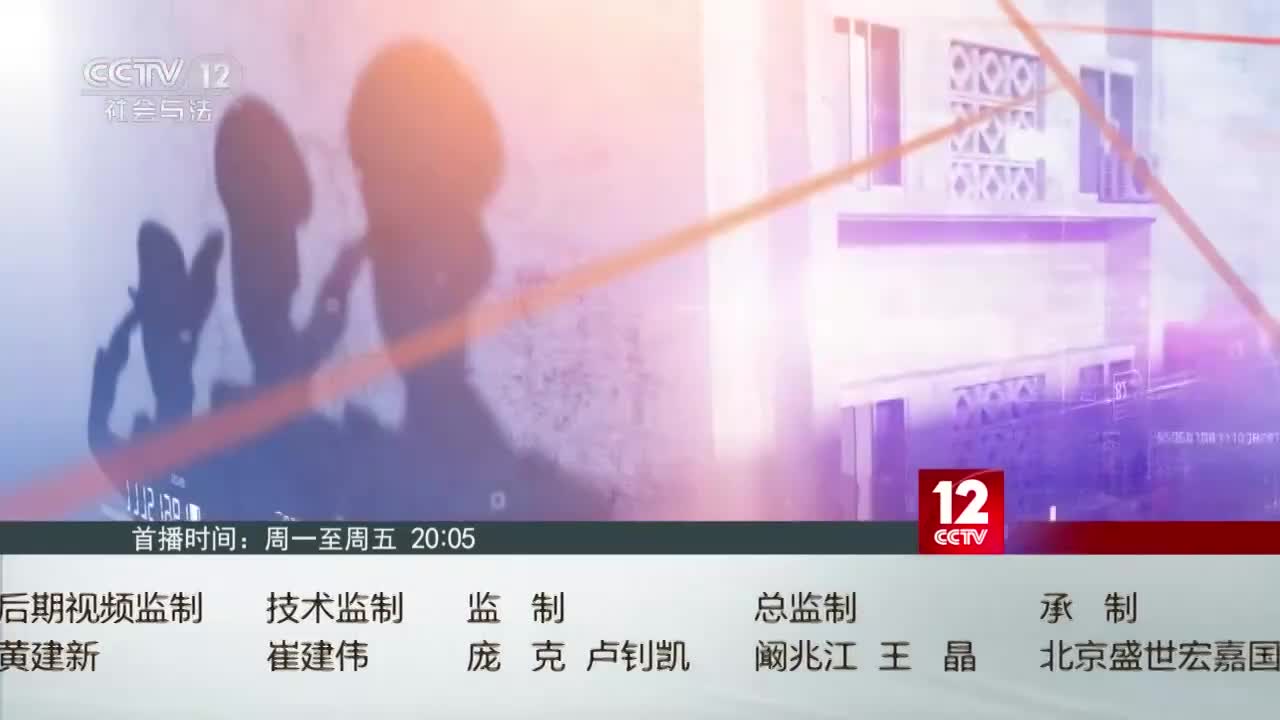 CCTV 12
社会与法
首播时间：周一至周五 20:05
12
CCTV
后期视频监制 技术监制 监 制 总监制 承 制
黄建新 崔建伟 庞 克 卢钊凯 阚兆江 王 晶 北京盛世宏嘉国